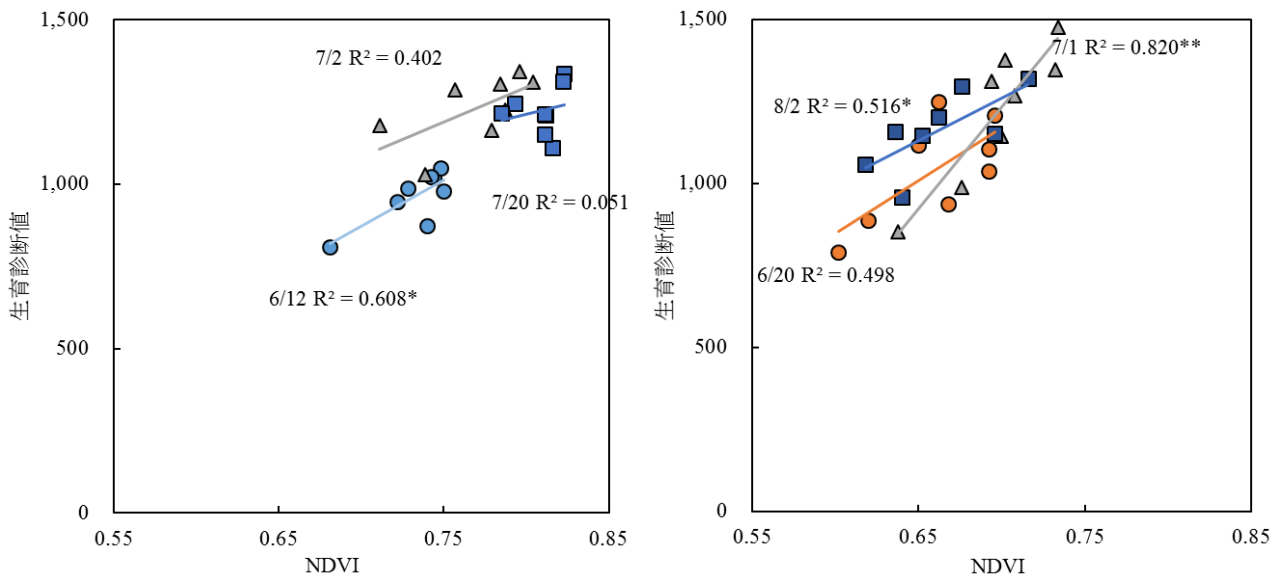 1,500
1,000
500
0
0.55
0.65
0.75
0.85
NDVI
生育診断値
7/2 R² = 0.402
7/20 R² = 0.051
6/12 R² = 0.608*
1,500
1,000
500
0
0.55
0.65
0.75
0.85
NDVI
生育診断値
7/1 R² = 0.820**
8/2 R² = 0.516*
6/20 R² = 0.498